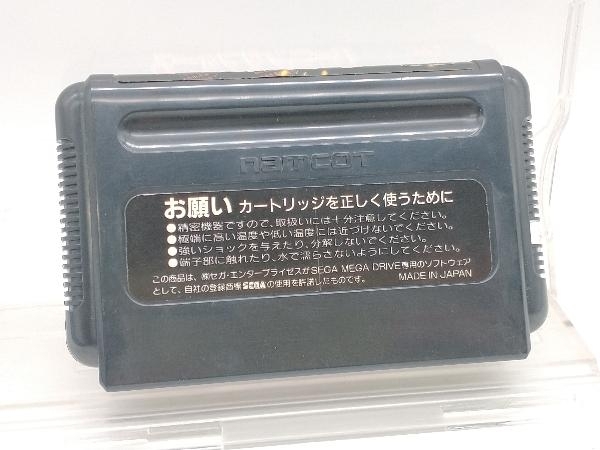 namcot
お願い カートリッジを正しく使うために
●精密機器ですので、取扱いには十分注意してください。
●極端に高い温度や低い温度には近づけないでください。
●強いショックを与えたり、分解しないでください。
●端子部に触れたり、水で濡らさないようにしてください。
この商品は、㈱セガ・エンタープライゼスがSEGA MEGA DRIVE専用のソフトウェア
として、自社の登録商標SEGAの使用を許諾したものです。 MADE IN JAPAN